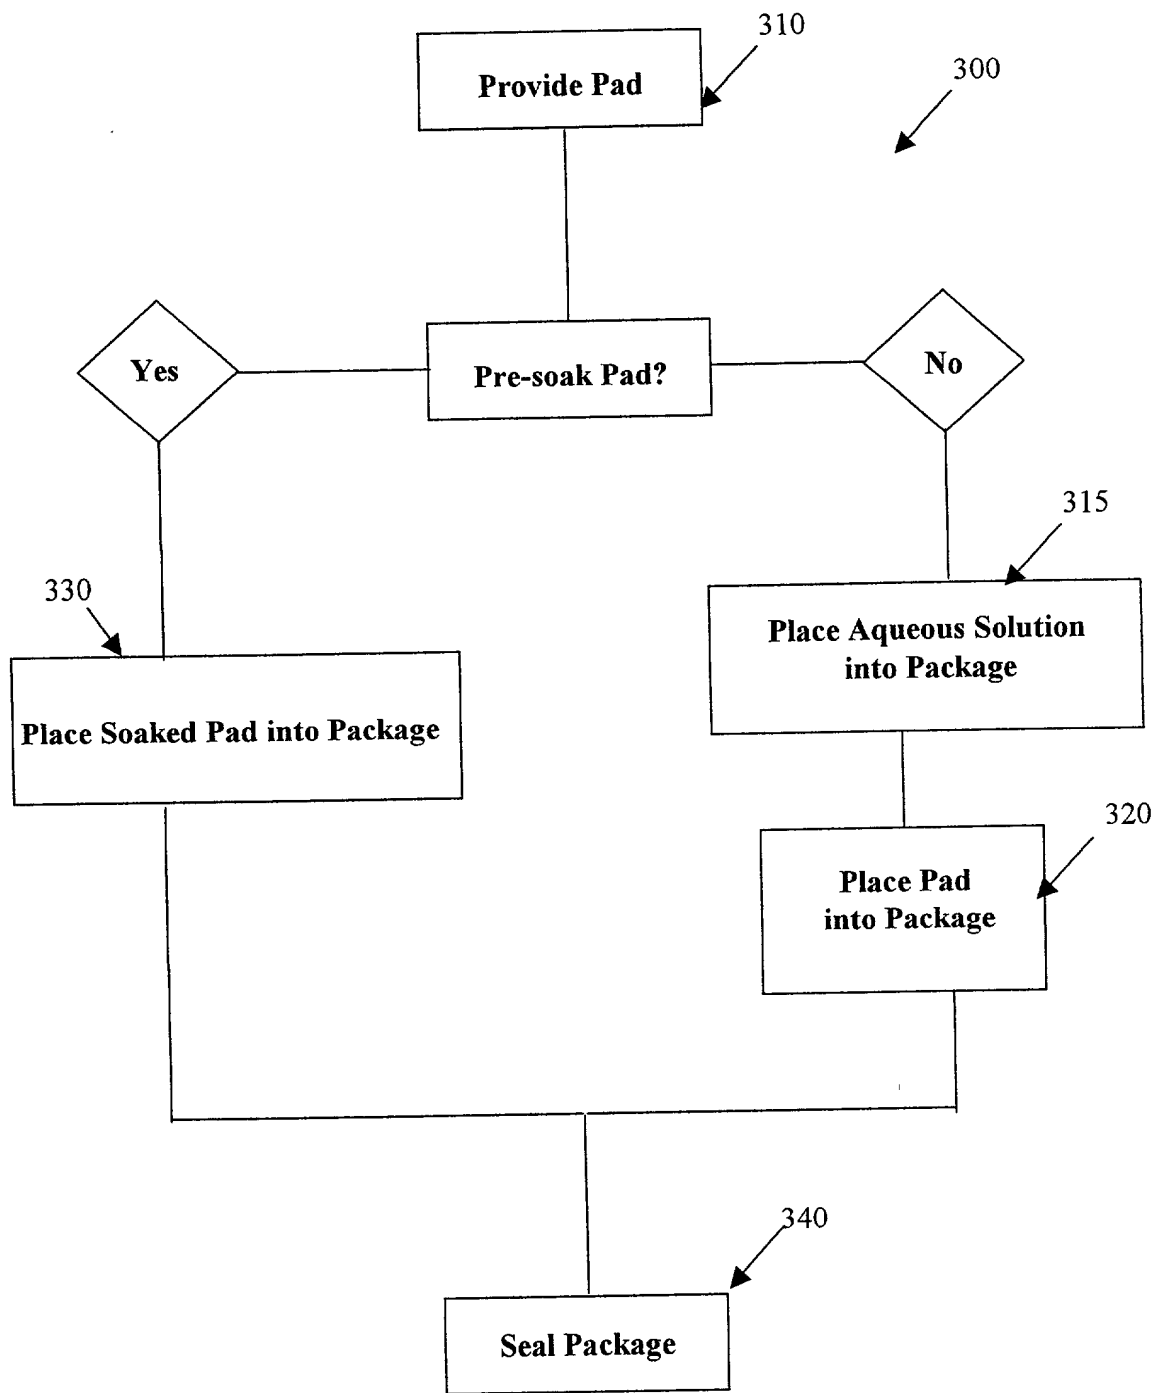 310
Provide Pad
300
Yes
Pre-soak Pad?
No
315
330
Place Aqueous Solution
into Package
Place Soaked Pad into Package
320
Place Pad
into Package
340
Seal Package